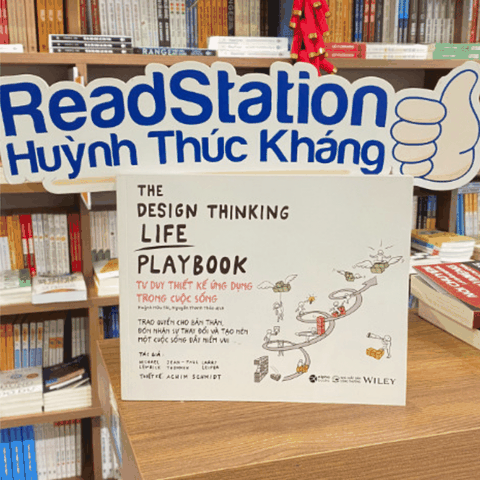 ReadStation
Huỳnh Thúc Kháng
THE
DESIGN THINKING
LIFE
PLAYBOOK
TƯ DUY THIẾT KẾ ỨNG DỤNG
TRONG CUỘC SỐNG
TRAO QUYỀN CHO BẢN THÂN,
ĐÓN NHẬN SỰ THAY ĐỔI VÀ TẠO NÊN
MỘT CUỘC SỐNG ĐẦY NIỀM VUI
TÁC GIẢ:
MICHAEL JEAN-PAUL LARRY
LEWRICK THOMMEN LEIFER
THIẾT KẾ: ACHIM SCHMIDT
WILEY